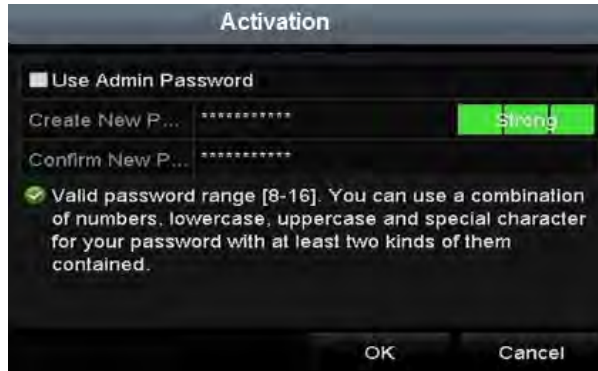 Activation
Use Admin Password
Create New P... *********** Strong
Confirm New P... ***********
Valid password range [8-16]. You can use a combination
of numbers, lowercase, uppercase and special character
for your password with at least two kinds of them
contained.
OK Cancel